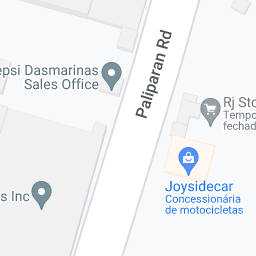 epsi Dasmarinas
Sales Office
Paliparan Rd
Rj Sto
Tempo
fechad
Joysidecar
Concessionária
de motocicletas
s Inc